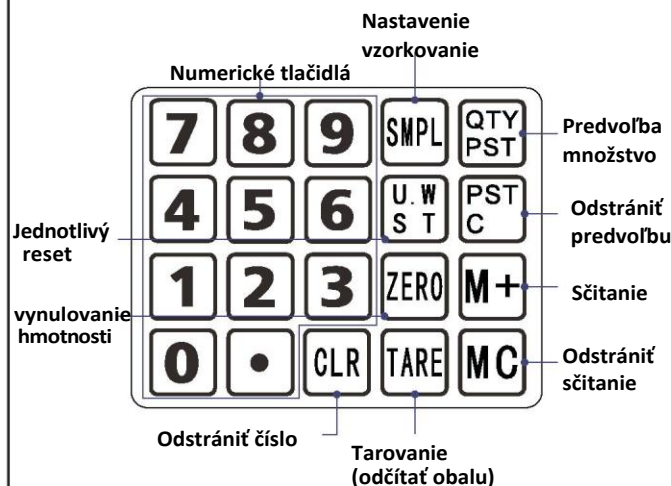 Nastavenie
vzorkovanie
Numerické tlačidlá
7 8 9 SMPL QTY PST
Predvoľba
množstvo
4 5 6 U.W S T PST C
Odstrániť
predvoľbu
Jednotlivý
reset
1 2 3 ZERO M+
Sčitanie
vynulovanie
hmotnosti
0 • CLR TARE MC
Odstrániť
sčitanie
Odstrániť číslo
Tarovanie
(odčítať obalu)